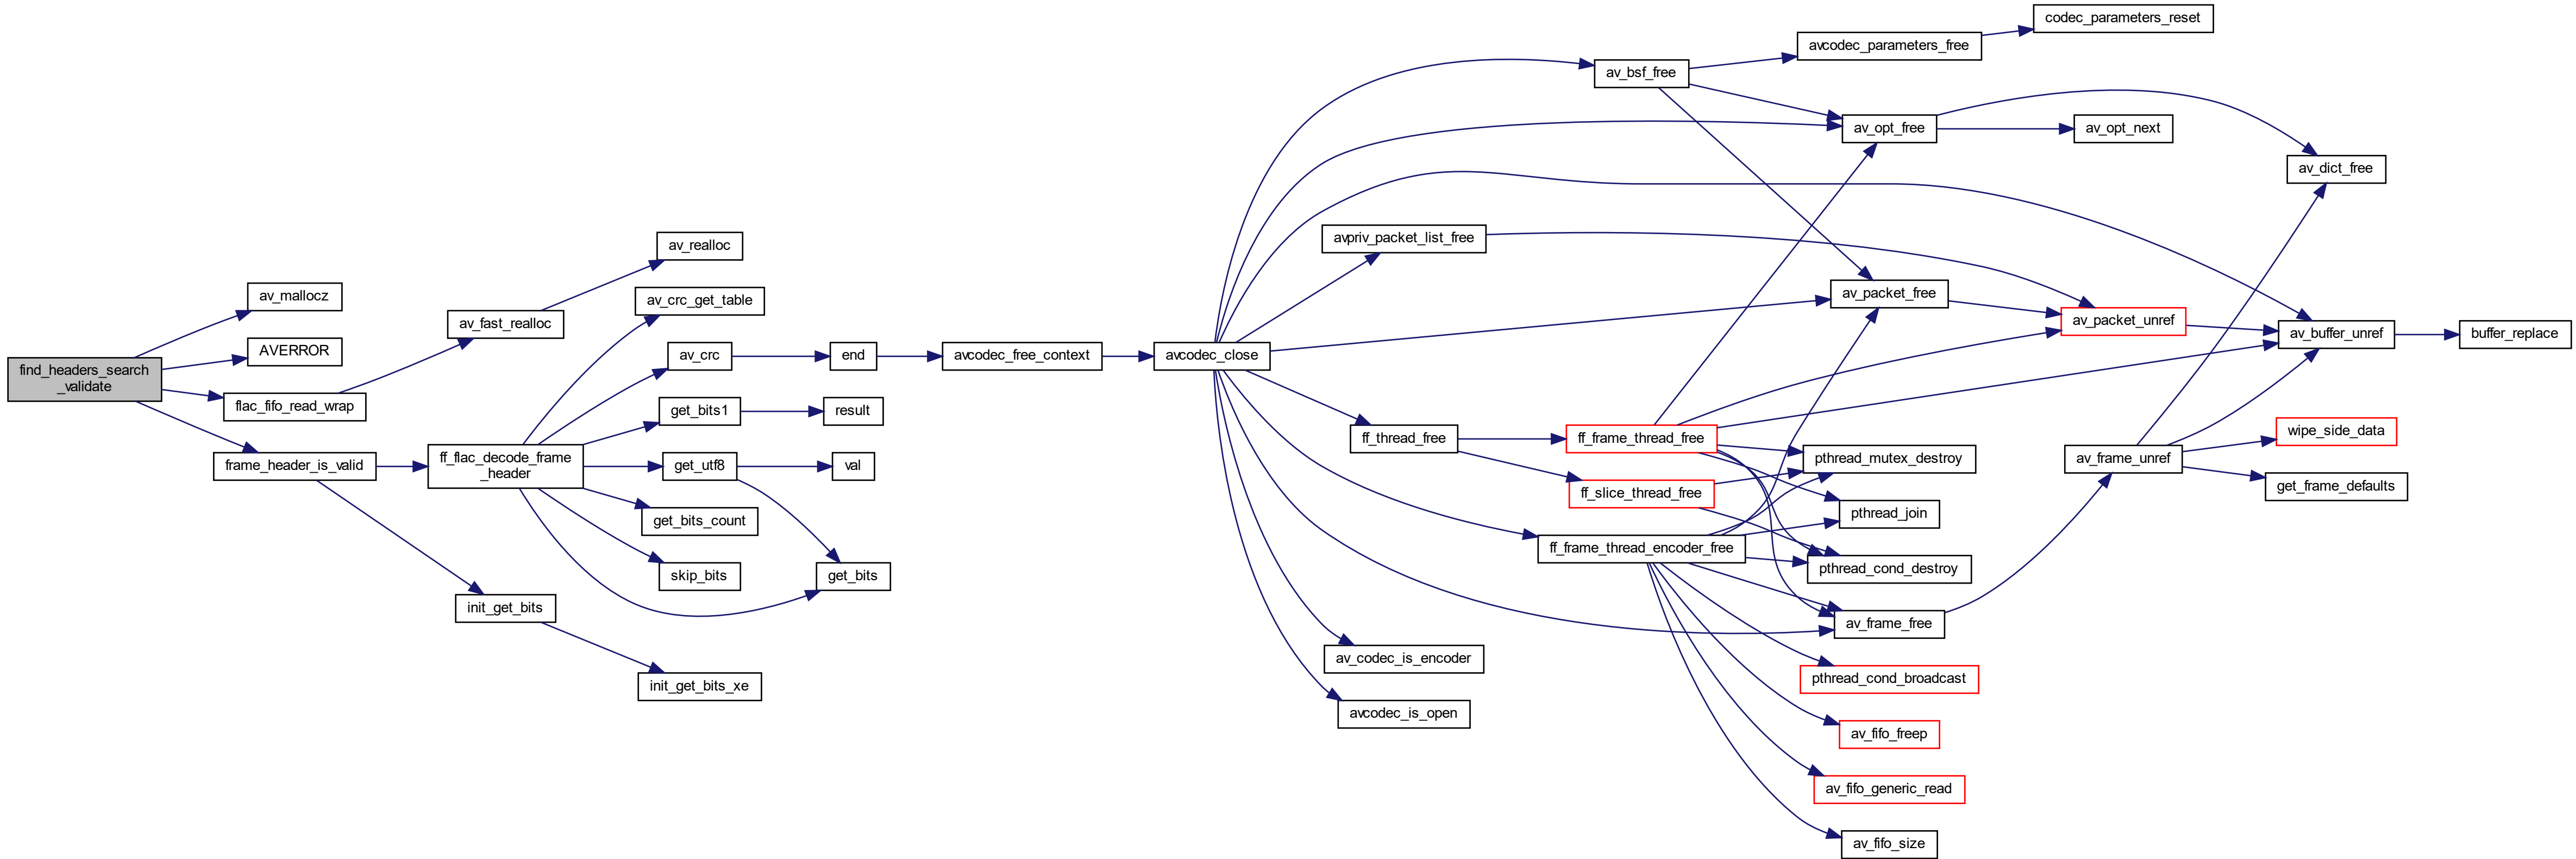 find_headers_search
_validate
av_mallocz
AVERROR
flac_fifo_read_wrap
frame_header_is_valid
av_fast_realloc
ff_flac_decode_frame
_header
init_get_bits
av_realloc
av_crc_get_table
av_crc
get_bits1
get_utf8
get_bits_count
skip_bits
init_get_bits_xe
end
result
val
get_bits
avcodec_free_context
avcodec_close
avpriv_packet_list_free
ff_thread_free
av_codec_is_encoder
avcodec_is_open
av_bsf_free
ff_frame_thread_free
ff_slice_thread_free
ff_frame_thread_encoder_free
avcodec_parameters_free
av_opt_free
av_packet_free
pthread_mutex_destroy
pthread_join
pthread_cond_destroy
av_frame_free
pthread_cond_broadcast
av_fifo_freep
av_fifo_generic_read
av_fifo_size
codec_parameters_reset
av_opt_next
av_packet_unref
av_frame_unref
av_dict_free
av_buffer_unref
wipe_side_data
get_frame_defaults
buffer_replace